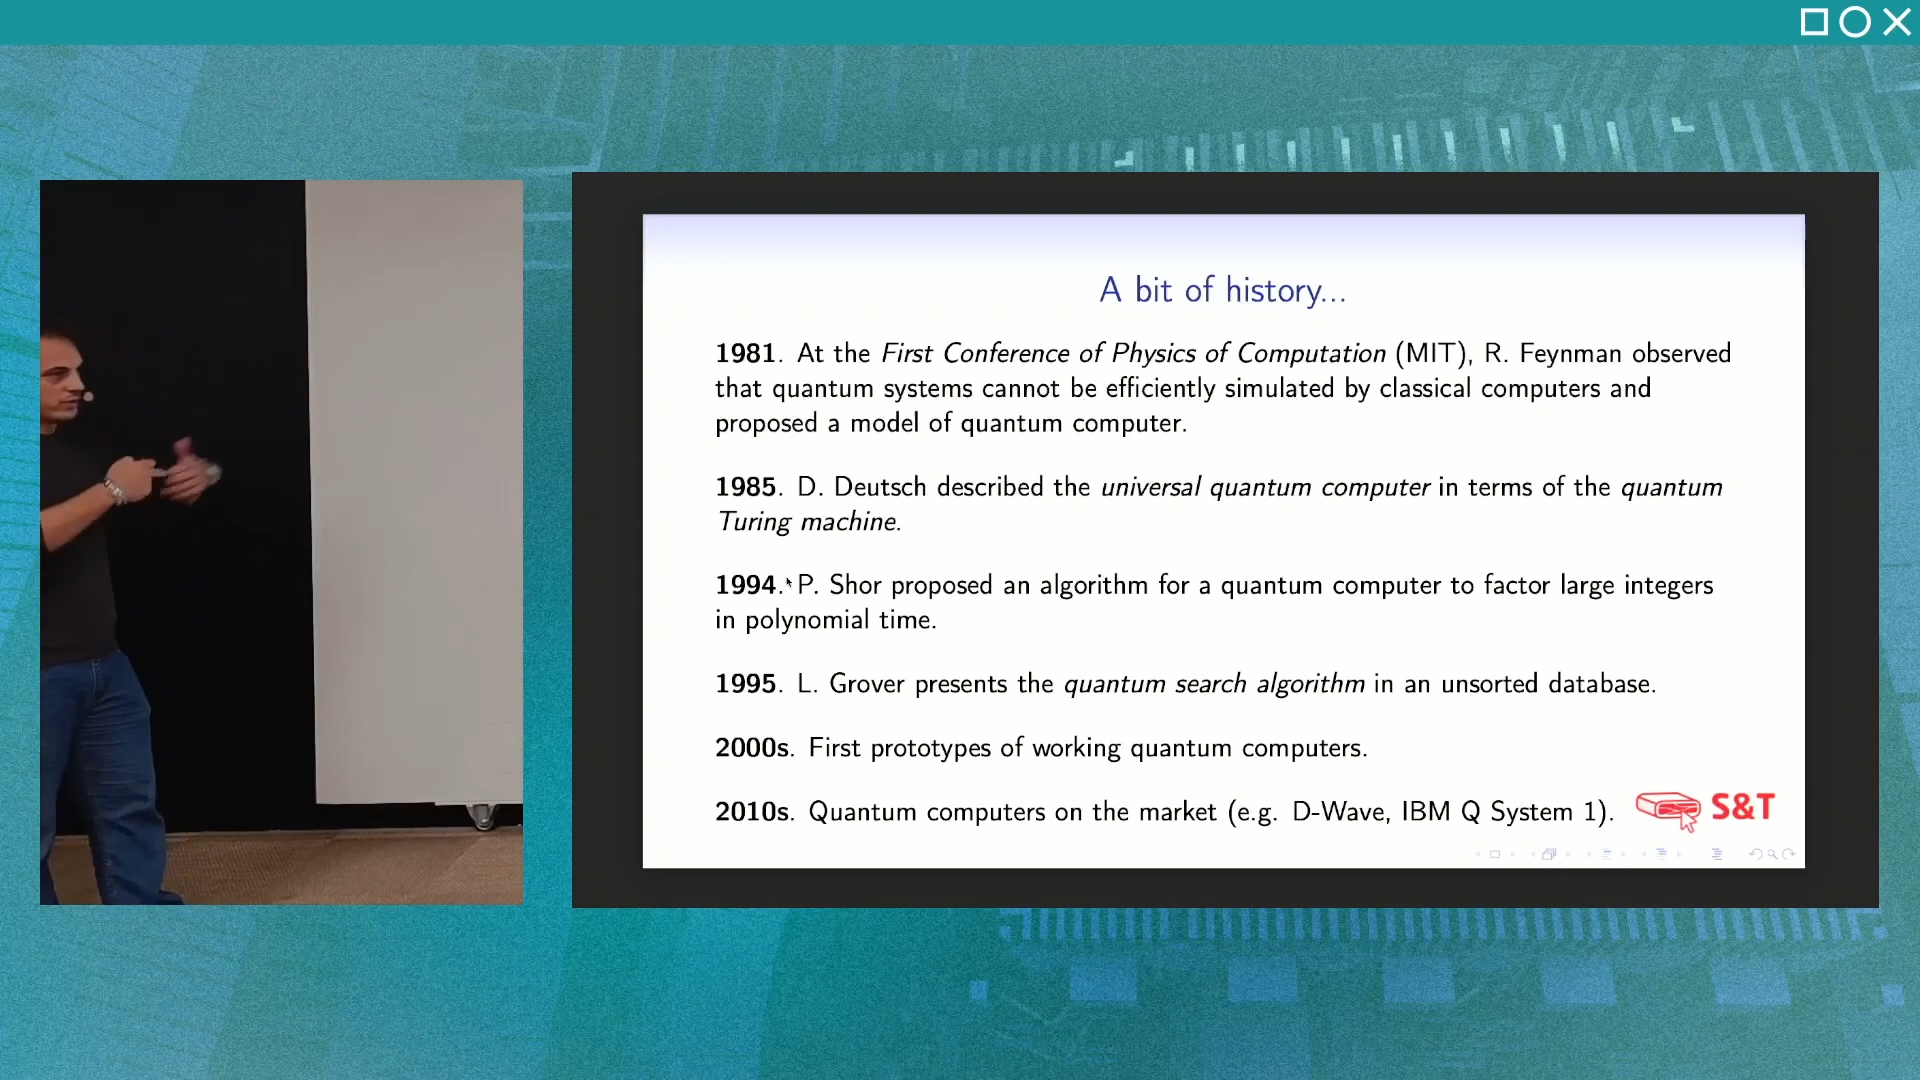 A bit of history...
1981. At the First Conference of Physics of Computation (MIT), R. Feynman observed
that quantum systems cannot be efficiently simulated by classical computers and
proposed a model of quantum computer.
1985. D. Deutsch described the universal quantum computer in terms of the quantum
Turing machine.
1994. P. Shor proposed an algorithm for a quantum computer to factor large integers
in polynomial time.
1995. L. Grover presents the quantum search algorithm in an unsorted database.
2000s. First prototypes of working quantum computers.
2010s. Quantum computers on the market (e.g. D-Wave, IBM Q System 1).
S&T